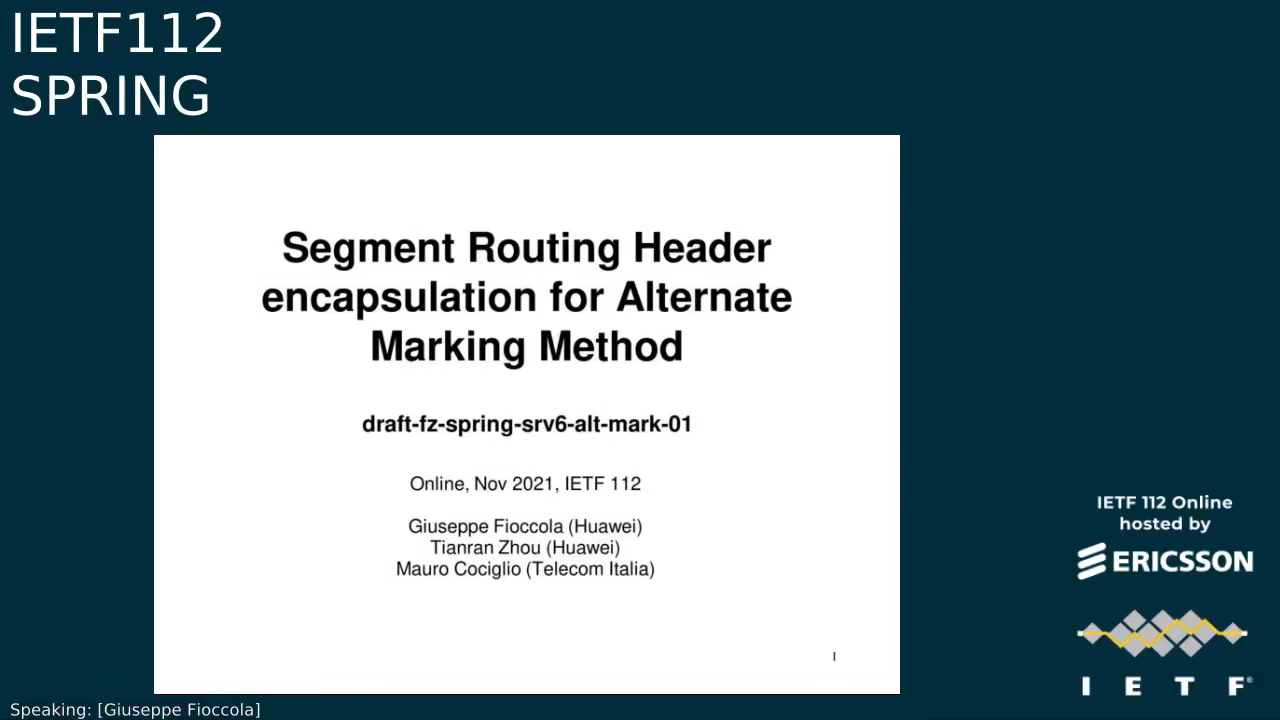 IETF112
SPRING
Segment Routing Header
encapsulation for Alternate
Marking Method
draft-fz-spring-srv6-alt-mark-01
Online, Nov 2021, IETF 112
Giuseppe Fioccola (Huawei)
Tianran Zhou (Huawei)
Mauro Cociglio (Telecom Italia)
1
IETF 112 Online
hosted by
ERICSSON
I E T F®
Speaking: [Giuseppe Fioccola]